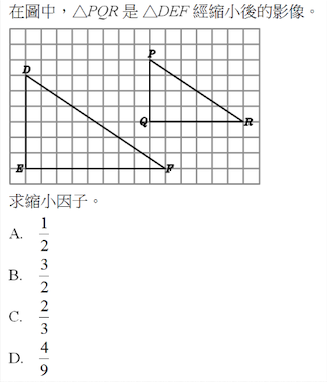 在圖中，△PQR 是 △DEF 經縮小後的影像。
P
D
Q
R
E
F
求縮小因子。
A. 1/2
B. 3/2
C. 2/3
D. 4/9